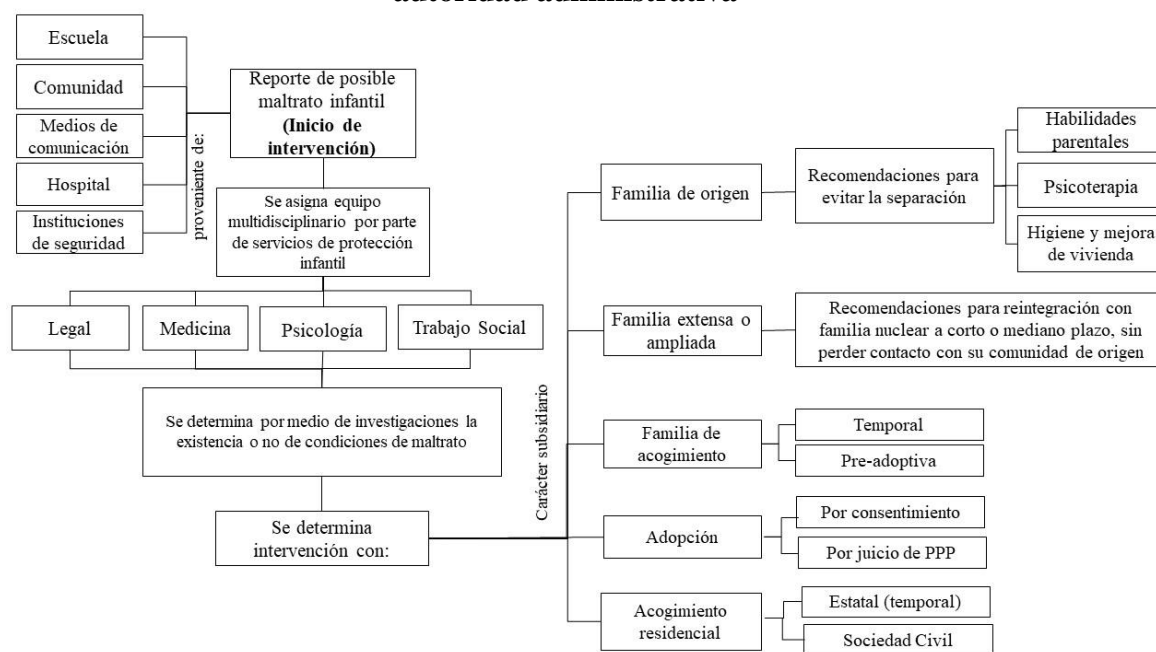 autoridad administrativa
Escuela
Comunidad
Medios de
comunicación
Hospital
Instituciones
de seguridad
proveniente de:
Reporte de posible
maltrato infantil
(Inicio de
intervención)
Se asigna equipo
multidisciplinario por parte
de servicios de protección
infantil
Legal
Medicina
Psicología
Trabajo Social
Se determina por medio de investigaciones la
existencia o no de condiciones de maltrato
Se determina
intervención con:
Carácter subsidiario
Familia de origen
Recomendaciones para
evitar la separación
Habilidades
parentales
Psicoterapia
Higiene y mejora
de vivienda
Familia extensa o
ampliada
Recomendaciones para reintegración con
familia nuclear a corto o mediano plazo, sin
perder contacto con su comunidad de origen
Familia de
acogimiento
Temporal
Pre-adoptiva
Adopción
Por consentimiento
Por juicio de PPP
Acogimiento
residencial
Estatal (temporal)
Sociedad Civil